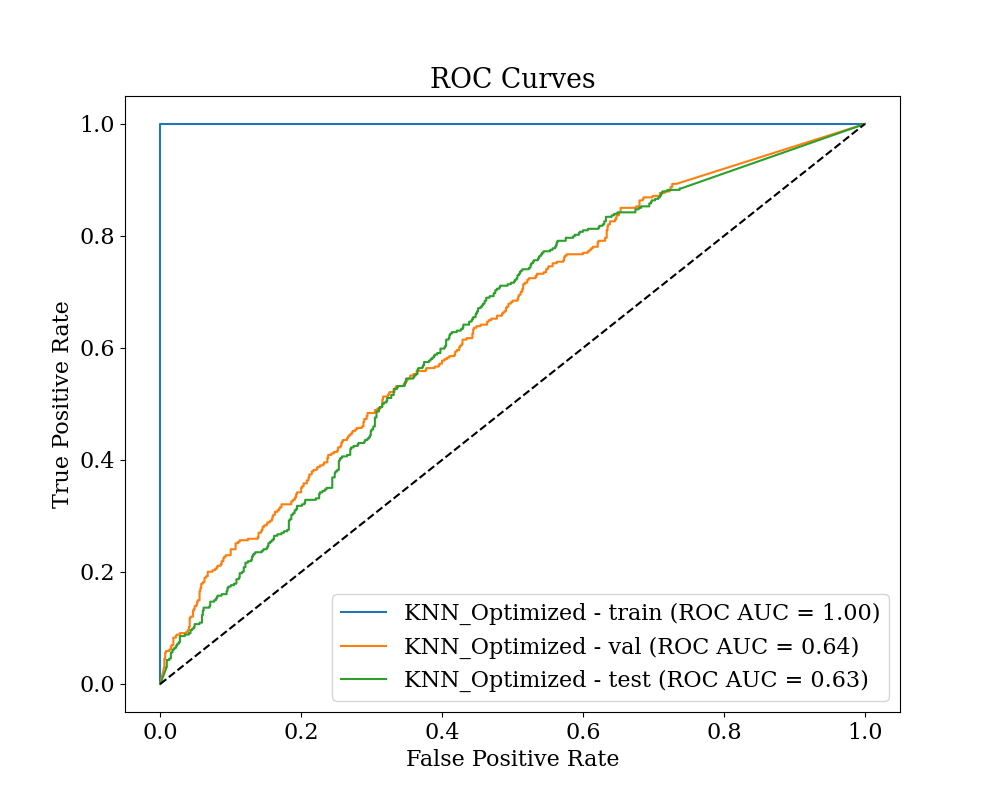 ROC Curves
1.0
0.8
0.6
0.4
0.2
0.0
True Positive Rate
KNN_Optimized - train (ROC AUC = 1.00)
KNN_Optimized - val (ROC AUC = 0.64)
KNN_Optimized - test (ROC AUC = 0.63)
0.0 0.2 0.4 0.6 0.8 1.0
False Positive Rate